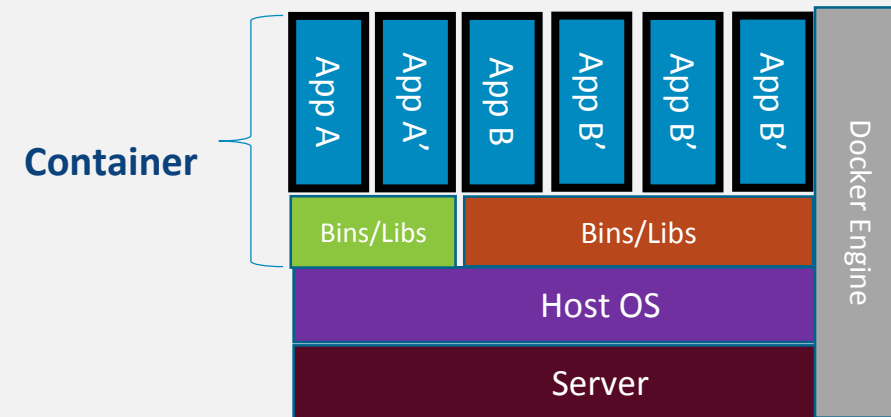 Container
App A
App A’
App B
App B’
App B’
App B’
Bins/Libs
Bins/Libs
Host OS
Server
Docker Engine